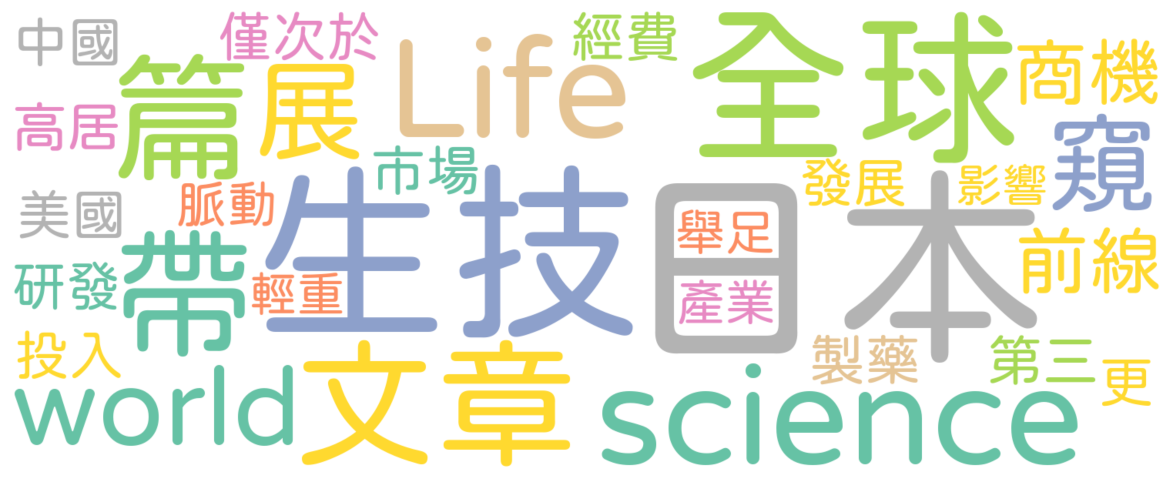 中國
僅次於
經費
全球
商機
篇
展
Life
高居
窺
市場
發展
影響
美國
脈動
生技
日本
舉足
前線
研發
帶
輕重
產業
投入
文章
製藥
第三
更
world
science